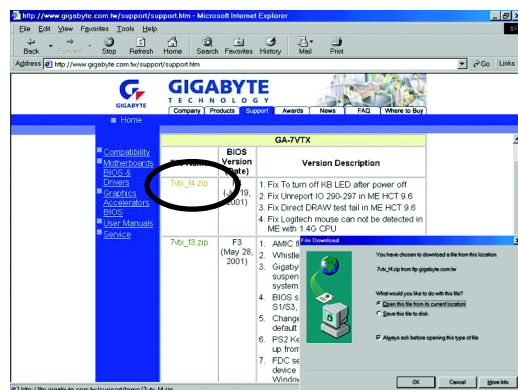 http://www.gigabyte.com/support/support.htm - Microsoft Internet Explorer
File Edit View Favorites Tools Help
Back Forward Stop Refresh Home Search Favorites History Mail Print
Address http://www.gigabyte.com/support/support.htm Go Links
GIGABYTE
GIGABYTE
TECHNOLOGY
Company Products Support Awards News FAQ Where to Buy
Home
Compatibility
Motherboards
BIOS &
Drivers
Graphics
Accelerators
BIOS
User Manuals
Service
GA-7VTX
BIOS
Version
(Date)
Version Description
7vtx_f4.zip
2001)
1. Fix To turn off KB LED after power off
2. Fix Unreport IO 290-297 in ME HCT 9.6
3. Fix Direct DRAW test fail in ME HCT 9.6
4. Fix Logitech mouse can not be detected in
ME with 1.4G CPU
7vtx_f3.zip
F3
(May 28,
2001)
1. AMIC
2. Whistle
3. Gigaby
suspen
system
4. BIOS s
S1/S3,
5. Change
default
6. PS2 Ke
up from
7. FDC se
device
Window
File Download
You have chosen to download a file from this location.
7vtx_f4.zip from ftp.gigabyte.com.tw
What would you like to do with this file?
Open this file from its current location
Save this file to disk
Always ask before opening this type of file
OK Cancel More Info